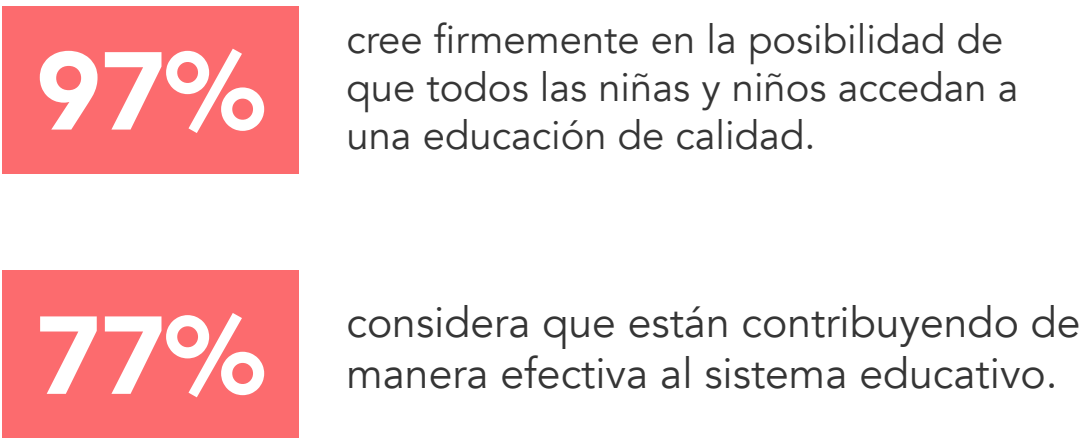 97%
cree firmemente en la posibilidad de
que todos las niñas y niños accedan a
una educación de calidad.
77%
considera que están contribuyendo de
manera efectiva al sistema educativo.